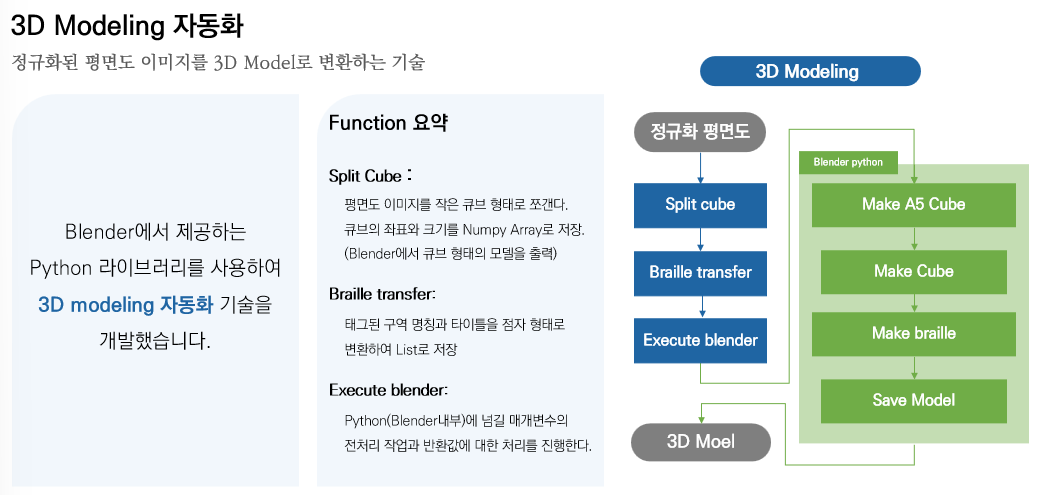 3D Modeling 자동화
정규화된 평면도 이미지를 3D Model로 변환하는 기술
Blender에서 제공하는
Python 라이브러리를 사용하여
3D modeling 자동화 기술을
개발했습니다.
Function 요약
Split Cube :
평면도 이미지를 작은 큐브 형태로 쪼갠다.
큐브의 좌표와 크기를 Numpy Array로 저장.
(Blender에서 큐브 형태의 모델을 출력)
Braille transfer:
태그된 구역 명칭과 타이틀을 점자 형태로
변환하여 List로 저장
Execute blender:
Python(Blender내부)에 넘길 매개변수의
전처리 작업과 반환값에 대한 처리를 진행한다.
3D Modeling
정규화 평면도
Split cube
Braille transfer
Execute blender
Blender python
Make A5 Cube
Make Cube
Make braille
Save Model
3D Moel